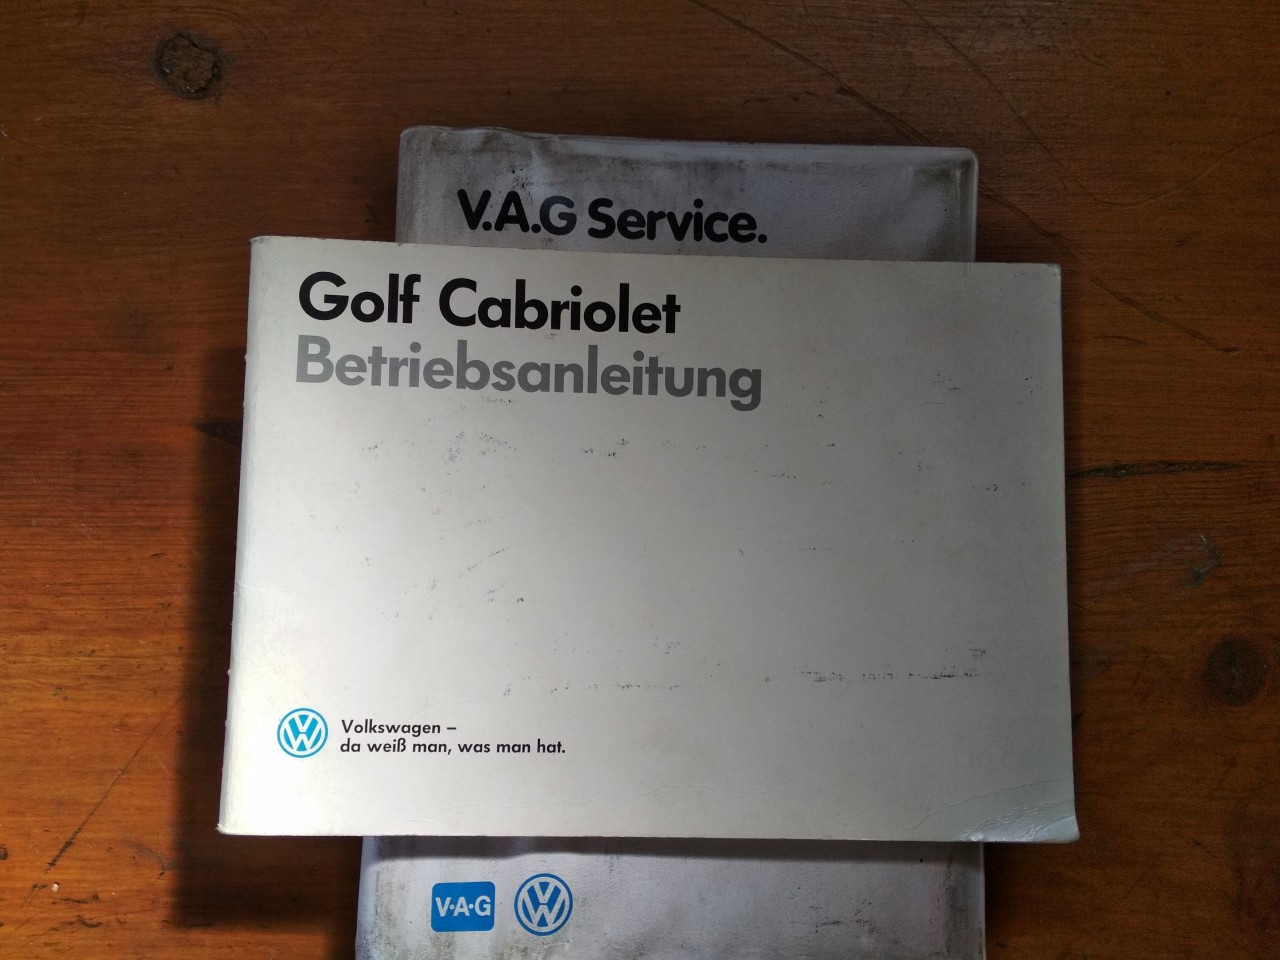 V.A.G Service.
Golf Cabriolet
Betriebsanleitung
Volkswagen –
da weiß man, was man hat.
V·A·G